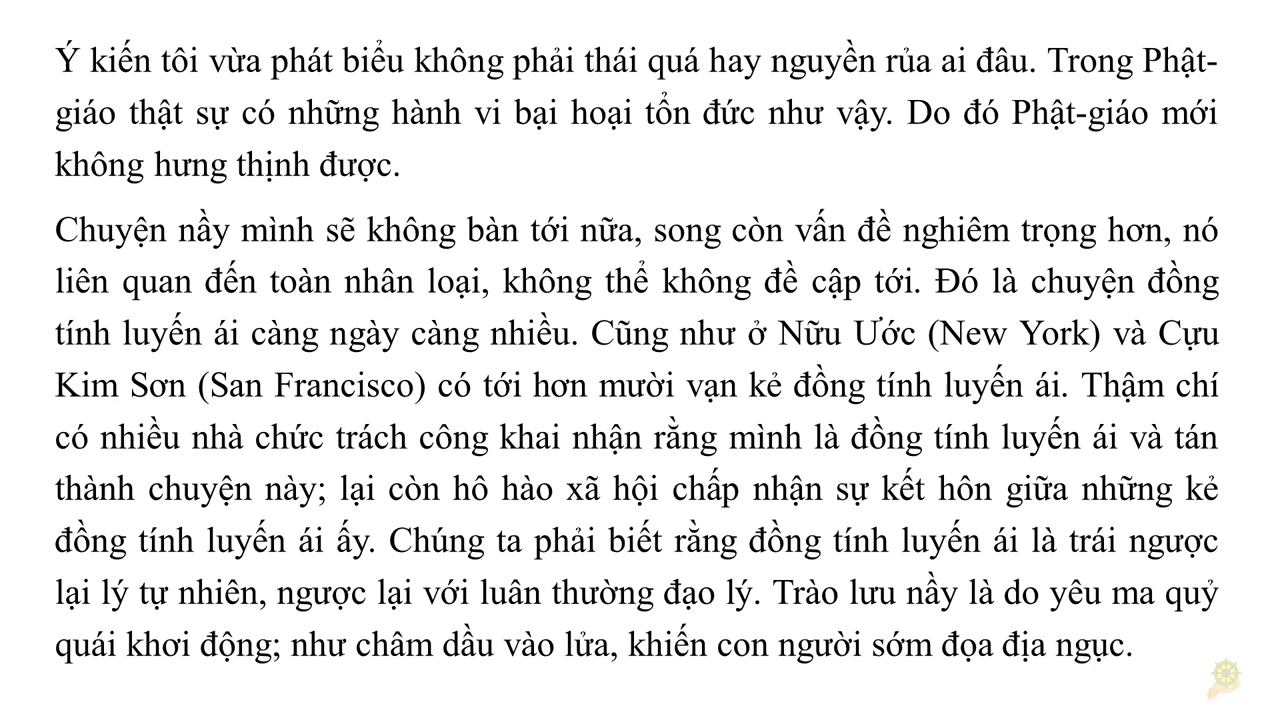 Ý kiến tôi vừa phát biểu không phải thái quá hay nguyền rủa ai đâu. Trong Phật-
giáo thật sự có những hành vi bại hoại tổn đức như vậy. Do đó Phật-giáo mới
không hưng thịnh được.
Chuyện nầy mình sẽ không bàn tới nữa, song còn vấn đề nghiêm trọng hơn, nó
liên quan đến toàn nhân loại, không thể không đề cập tới. Đó là chuyện đồng
tính luyến ái càng ngày càng nhiều. Cũng như ở Nữu Ước (New York) và Cựu
Kim Sơn (San Francisco) có tới hơn mười vạn kẻ đồng tính luyến ái. Thậm chí
có nhiều nhà chức trách công khai nhận rằng mình là đồng tính luyến ái và tán
thành chuyện này; lại còn hô hào xã hội chấp nhận sự kết hôn giữa những kẻ
đồng tính luyến ái ấy. Chúng ta phải biết rằng đồng tính luyến ái là trái ngược
lại lý tự nhiên, ngược lại với luân thường đạo lý. Trào lưu nầy là do yêu ma quỷ
quái khơi động; như châm dầu vào lửa, khiến con người sớm đọa địa ngục.